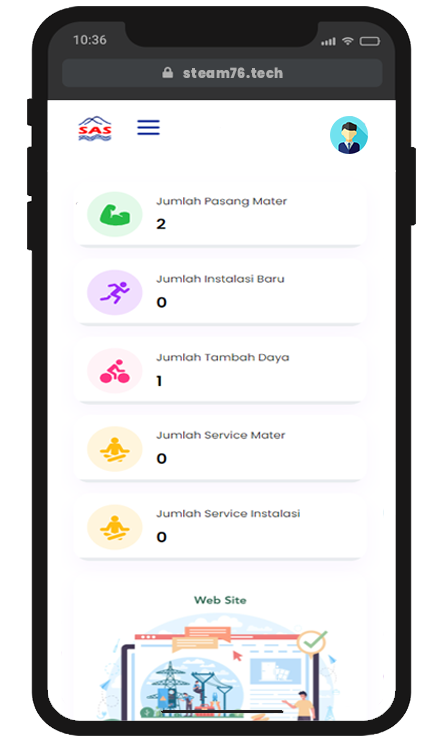 10:36
steam76.tech
SAS
Jumlah Pasang Mater
2
Jumlah Instalasi Baru
0
Jumlah Tambah Daya
1
Jumlah Service Mater
0
Jumlah Service Instalasi
0
Web Site